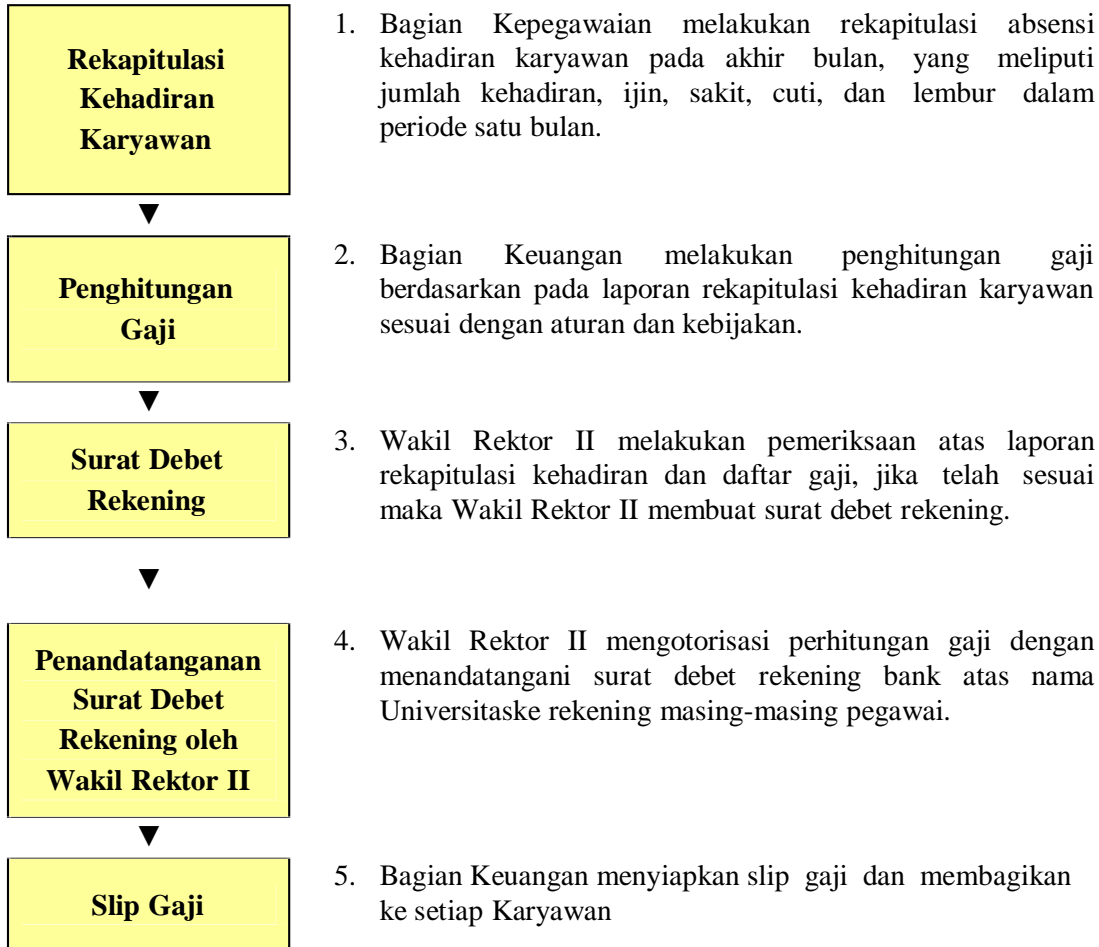 Rekapitulasi
Kehadiran
Karyawan
1. Bagian Kepegawaian melakukan rekapitulasi absensi
kehadiran karyawan pada akhir bulan, yang meliputi
jumlah kehadiran, ijin, sakit, cuti, dan lembur dalam
periode satu bulan.
▼
Penghitungan
Gaji
2. Bagian Keuangan melakukan penghitungan gaji
berdasarkan pada laporan rekapitulasi kehadiran karyawan
sesuai dengan aturan dan kebijakan.
▼
Surat Debet
Rekening
3. Wakil Rektor II melakukan pemeriksaan atas laporan
rekapitulasi kehadiran dan daftar gaji, jika telah sesuai
maka Wakil Rektor II membuat surat debet rekening.
▼
Penandatanganan
Surat Debet
Rekening oleh
Wakil Rektor II
4. Wakil Rektor II mengotorisasi perhitungan gaji dengan
menandatangani surat debet rekening bank atas nama
Universitaske rekening masing-masing pegawai.
▼
Slip Gaji
5. Bagian Keuangan menyiapkan slip gaji dan membagikan
ke setiap Karyawan